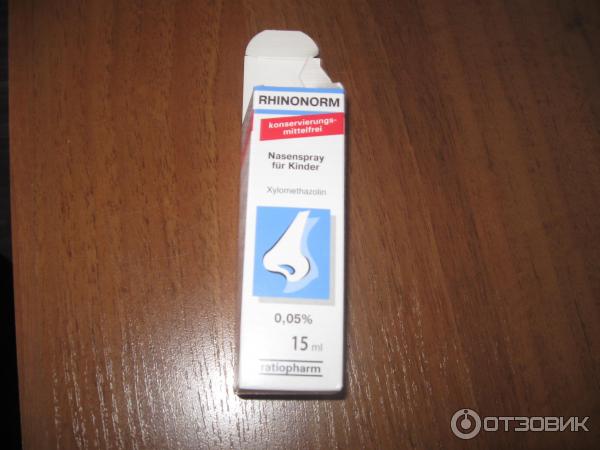 RHINONORM
konservierungs-
mittelfrei
Nasenspray
für Kinder
Xylomethazolin
0,05%
15 ml
ratiopharm
ОТЗОВИК